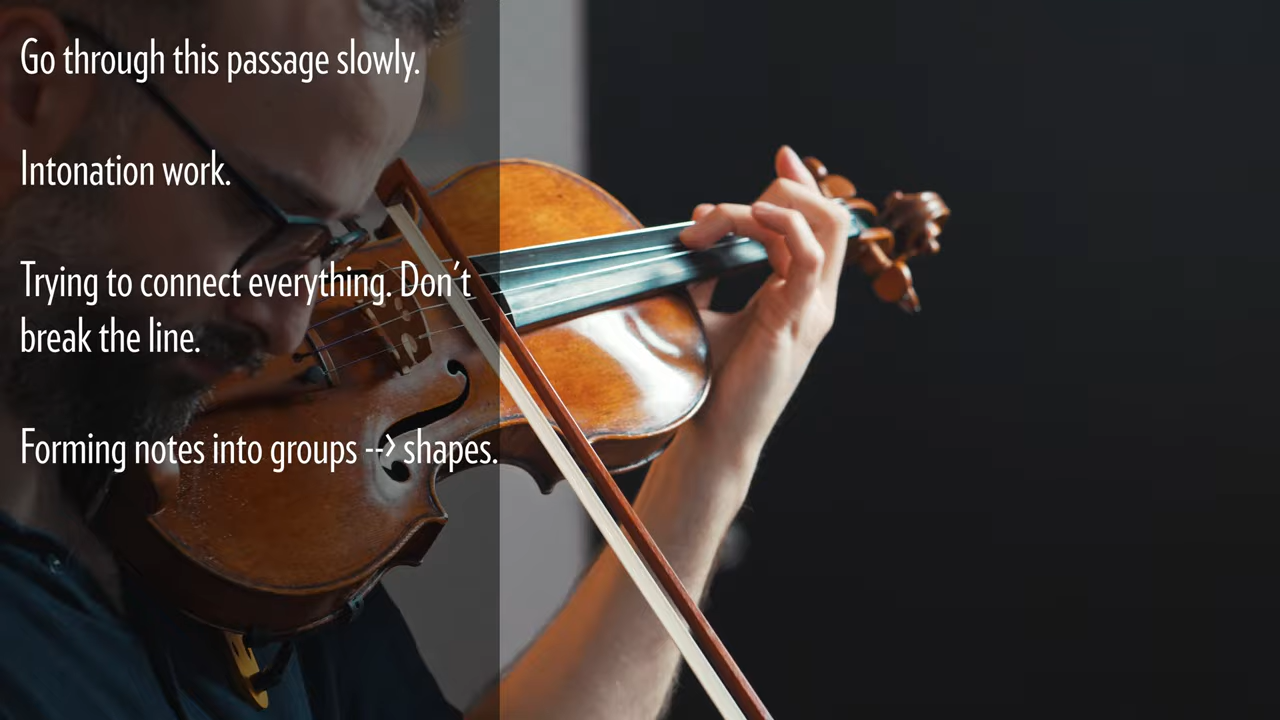 Go through this passage slowly.
Intonation work.
Trying to connect everything. Don't
break the line.
Forming notes into groups --> shapes.